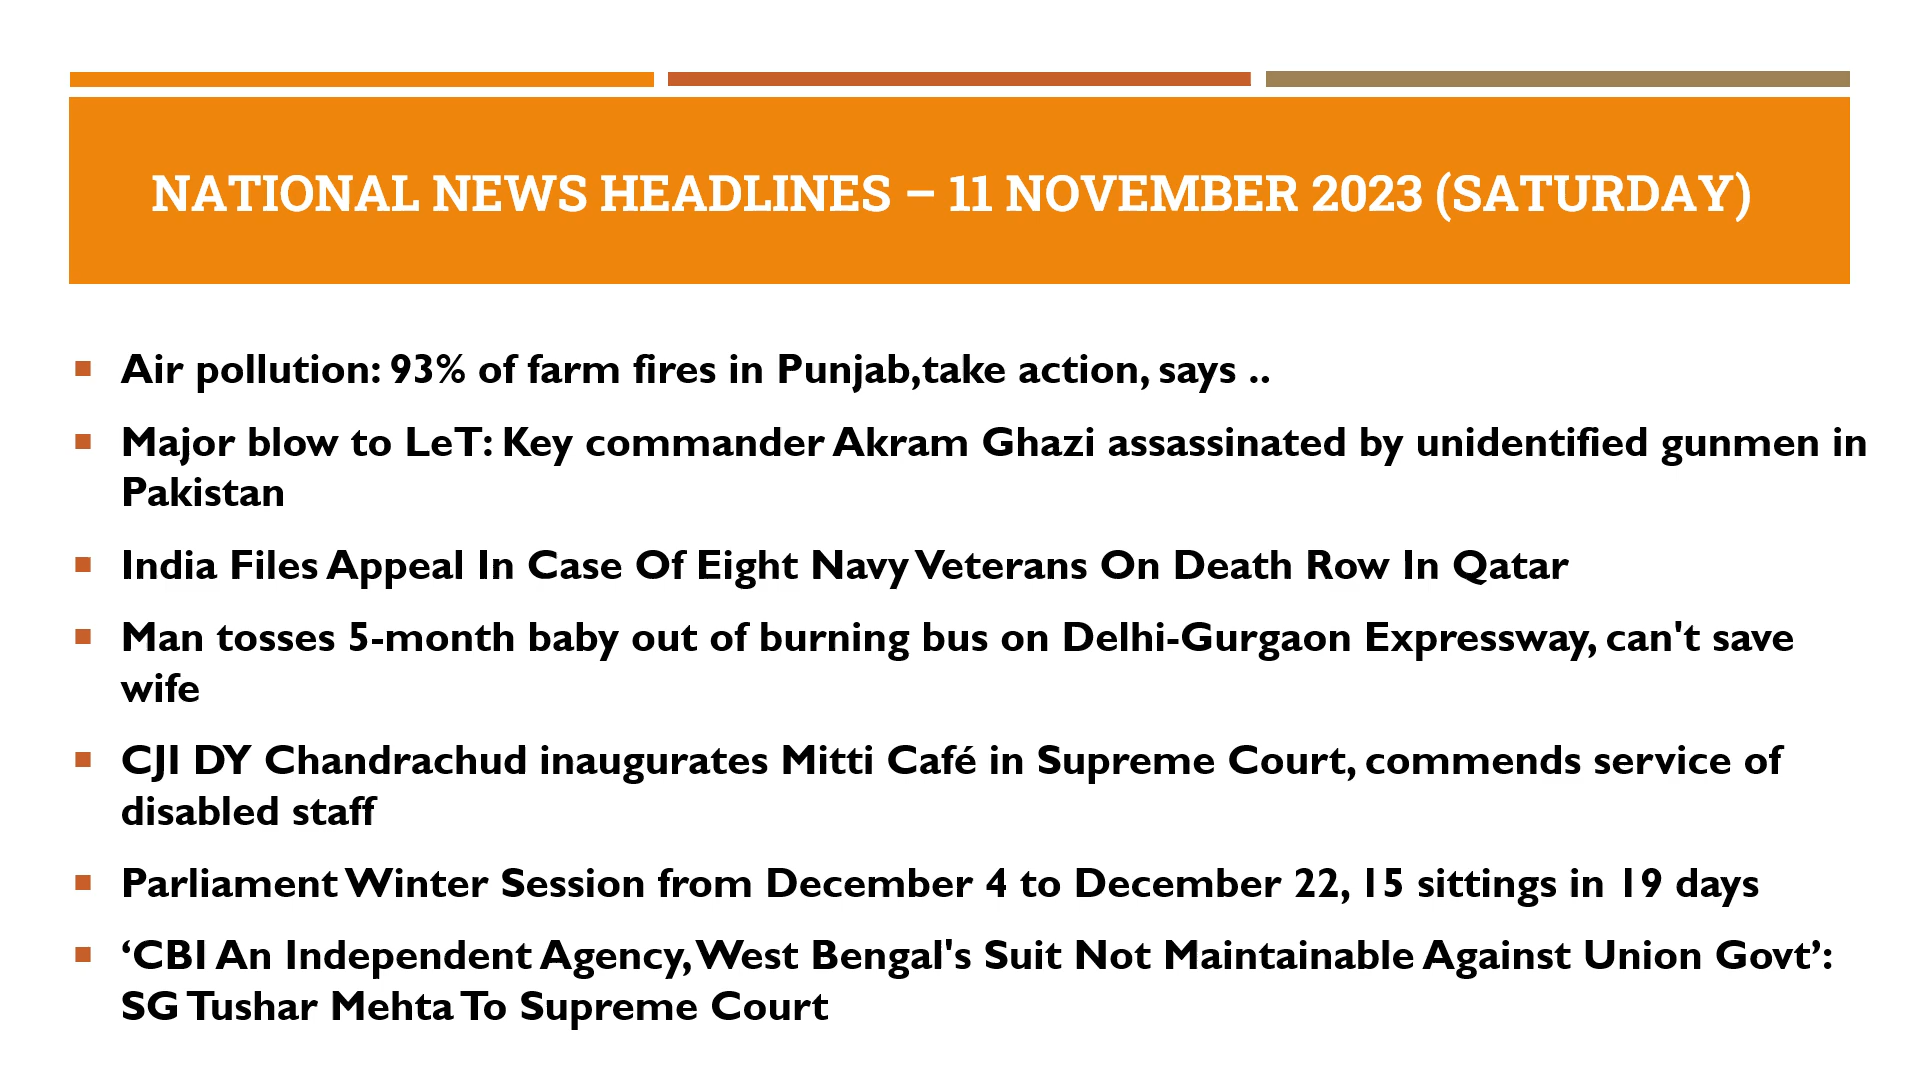 NATIONAL NEWS HEADLINES – 11 NOVEMBER 2023 (SATURDAY)
Air pollution: 93% of farm fires in Punjab,take action, says ..
Major blow to LeT: Key commander Akram Ghazi assassinated by unidentified gunmen in
Pakistan
India Files Appeal In Case Of Eight Navy Veterans On Death Row In Qatar
Man tosses 5-month baby out of burning bus on Delhi-Gurgaon Expressway, can't save
wife
CJI DY Chandrachud inaugurates Mitti Café in Supreme Court, commends service of
disabled staff
Parliament Winter Session from December 4 to December 22, 15 sittings in 19 days
‘CBI An Independent Agency, West Bengal's Suit Not Maintainable Against Union Govt’:
SG Tushar Mehta To Supreme Court